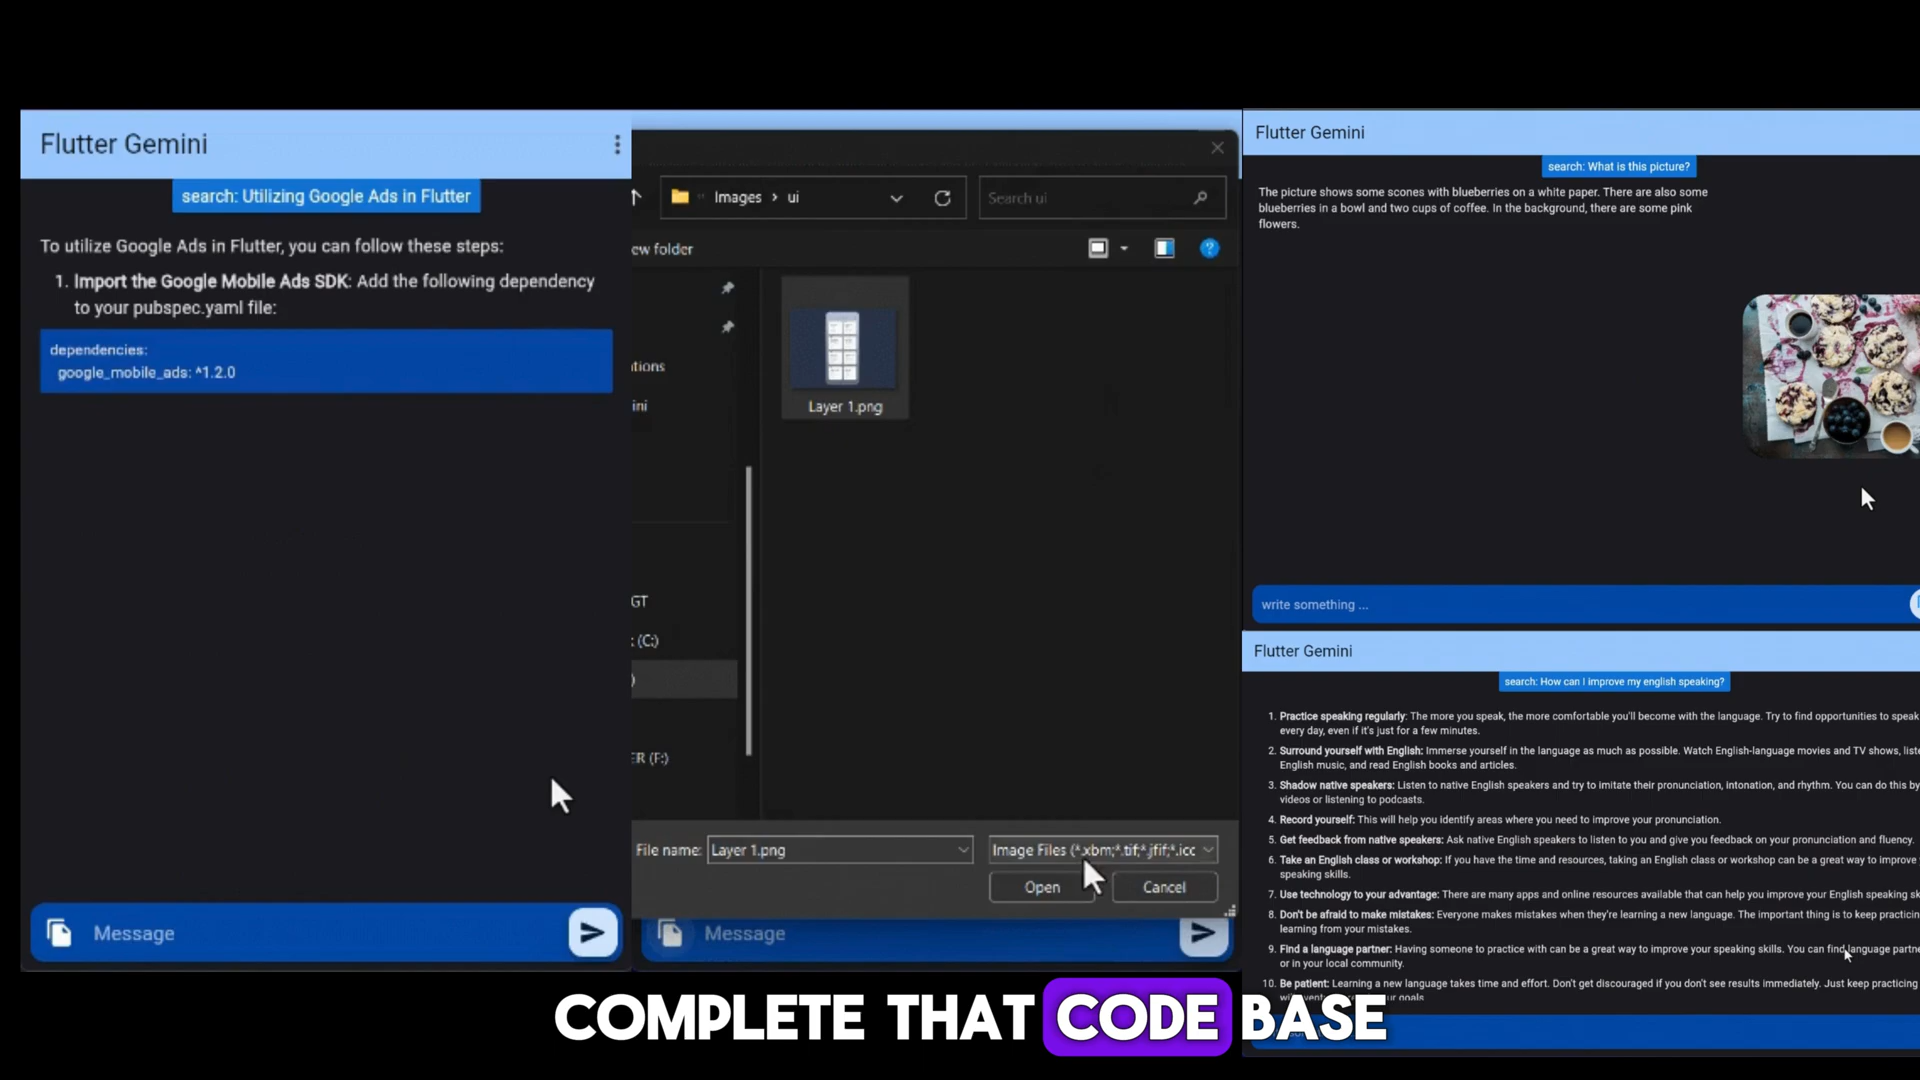 Flutter Gemini
search: Utilizing Google Ads in Flutter
To utilize Google Ads in Flutter, you can follow these steps:
1. Import the Google Mobile Ads SDK: Add the following dependency
to your pubspec.yaml file:
dependencies:
google_mobile_ads: ^1.2.0
Message
Images > ui
Search ui
ew folder
Layer 1.png
itions
ini
GT
(C:)
)
ER (F:)
File name: Layer 1.png
Image Files (*.xbm;*.tif;*.jfif;*.icc
Open
Cancel
Message
Flutter Gemini
search: What is this picture?
The picture shows some scones with blueberries on a white paper. There are also some
blueberries in a bowl and two cups of coffee. In the background, there are some pink
flowers.
write something ...
Flutter Gemini
search: How can I improve my english speaking?
1. Practice speaking regularly: The more you speak, the more comfortable you'll become with the language. Try to find opportunities to speak
every day, even if it's just for a few minutes.
2. Surround yourself with English: Immerse yourself in the language as much as possible. Watch English-language movies and TV shows, liste
English music, and read English books and articles.
3. Shadow native speakers: Listen to native English speakers and try to imitate their pronunciation, intonation, and rhythm. You can do this by
videos or listening to podcasts.
4. Record yourself: This will help you identify areas where you need to improve your pronunciation.
5. Get feedback from native speakers: Ask native English speakers to listen to you and give you feedback on your pronunciation and fluency.
6. Take an English class or workshop: If you have the time and resources, taking an English class or workshop can be a great way to improve
speaking skills.
7. Use technology to your advantage: There are many apps and online resources available that can help you improve your English speaking sk
8. Don't be afraid to make mistakes: Everyone makes mistakes when they're learning a new language. The important thing is to keep practicin
learning from your mistakes.
9. Find a language partner: Having someone to practice with can be a great way to improve your speaking skills. You can find language partne
or in your local community.
10. Be patient: Learning a new language takes time and effort. Don't get discouraged if you don't see results immediately. Just keep practicing
goals
COMPLETE THAT CODE BASE